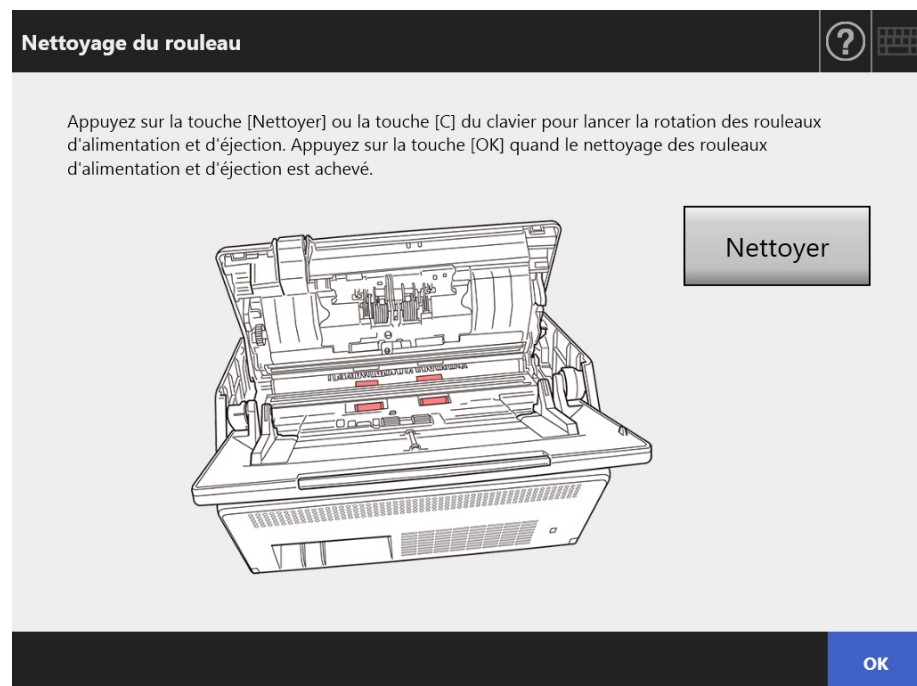 Nettoyage du rouleau
?
Appuyez sur la touche [Nettoyer] ou la touche [C] du clavier pour lancer la rotation des rouleaux
d'alimentation et d'éjection. Appuyez sur la touche [OK] quand le nettoyage des rouleaux
d'alimentation et d'éjection est achevé.
Nettoyer
OK